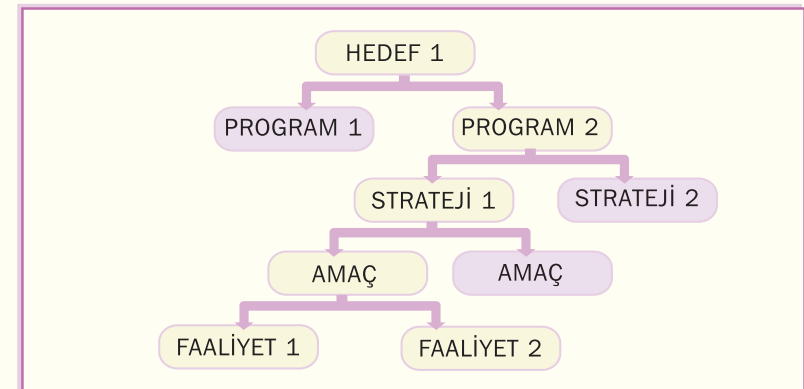 HEDEF 1
PROGRAM 1
PROGRAM 2
STRATEJİ 1
STRATEJİ 2
AMAÇ
AMAÇ
FAALİYET 1
FAALİYET 2